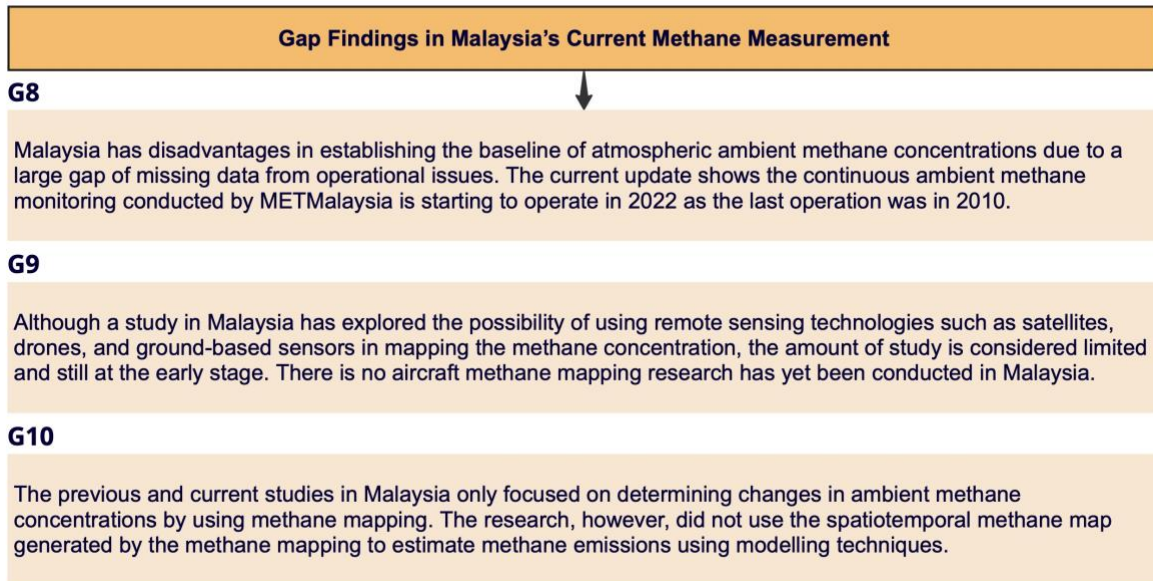 Gap Findings in Malaysia’s Current Methane Measurement
G8
Malaysia has disadvantages in establishing the baseline of atmospheric ambient methane concentrations due to a
large gap of missing data from operational issues. The current update shows the continuous ambient methane
monitoring conducted by METMalaysia is starting to operate in 2022 as the last operation was in 2010.
G9
Although a study in Malaysia has explored the possibility of using remote sensing technologies such as satellites,
drones, and ground-based sensors in mapping the methane concentration, the amount of study is considered limited
and still at the early stage. There is no aircraft methane mapping research has yet been conducted in Malaysia.
G10
The previous and current studies in Malaysia only focused on determining changes in ambient methane
concentrations by using methane mapping. The research, however, did not use the spatiotemporal methane map
generated by the methane mapping to estimate methane emissions using modelling techniques.